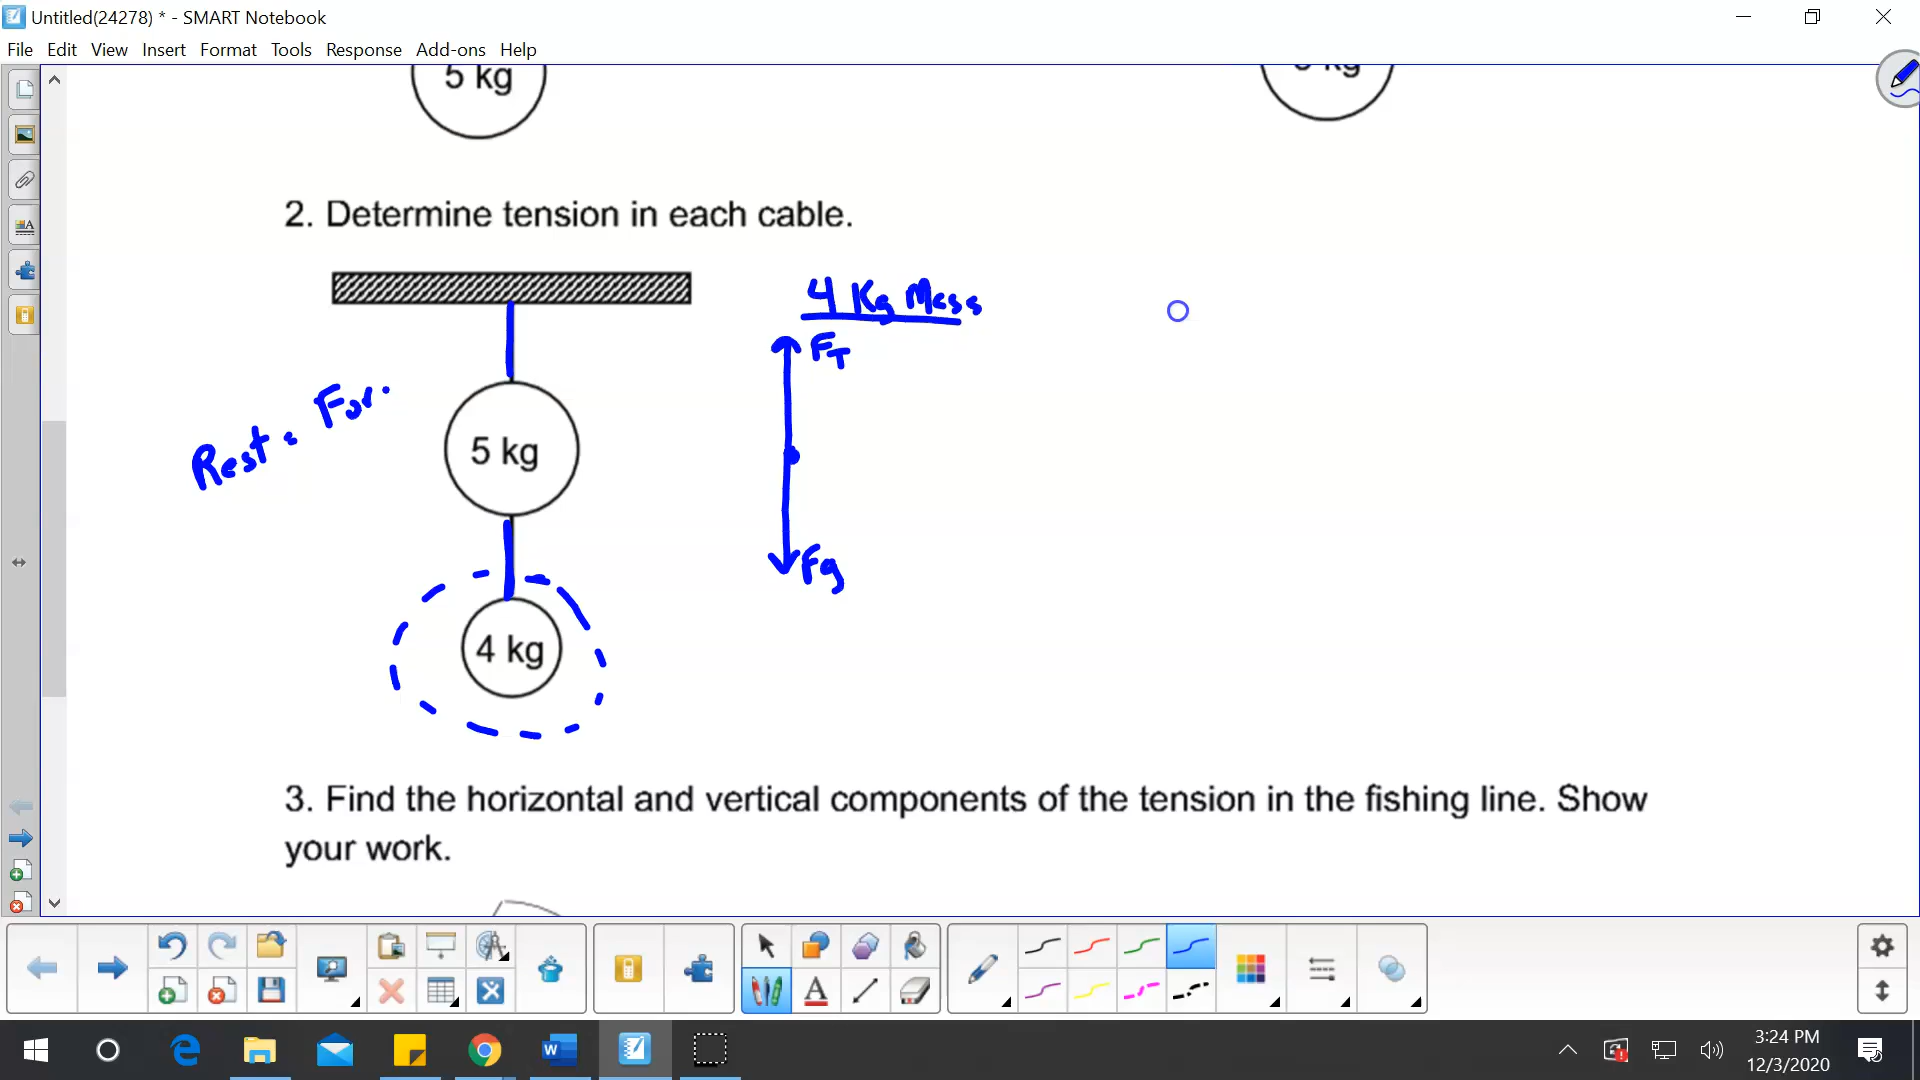 Untitled(24278) * - SMART Notebook
File Edit View Insert Format Tools Response Add-ons Help
5 kg
kg
2. Determine tension in each cable.
4 Kg Mass
FT
Rest = For.
5 kg
Fg
4 kg
3. Find the horizontal and vertical components of the tension in the fishing line. Show
your work.
3:24 PM
12/3/2020